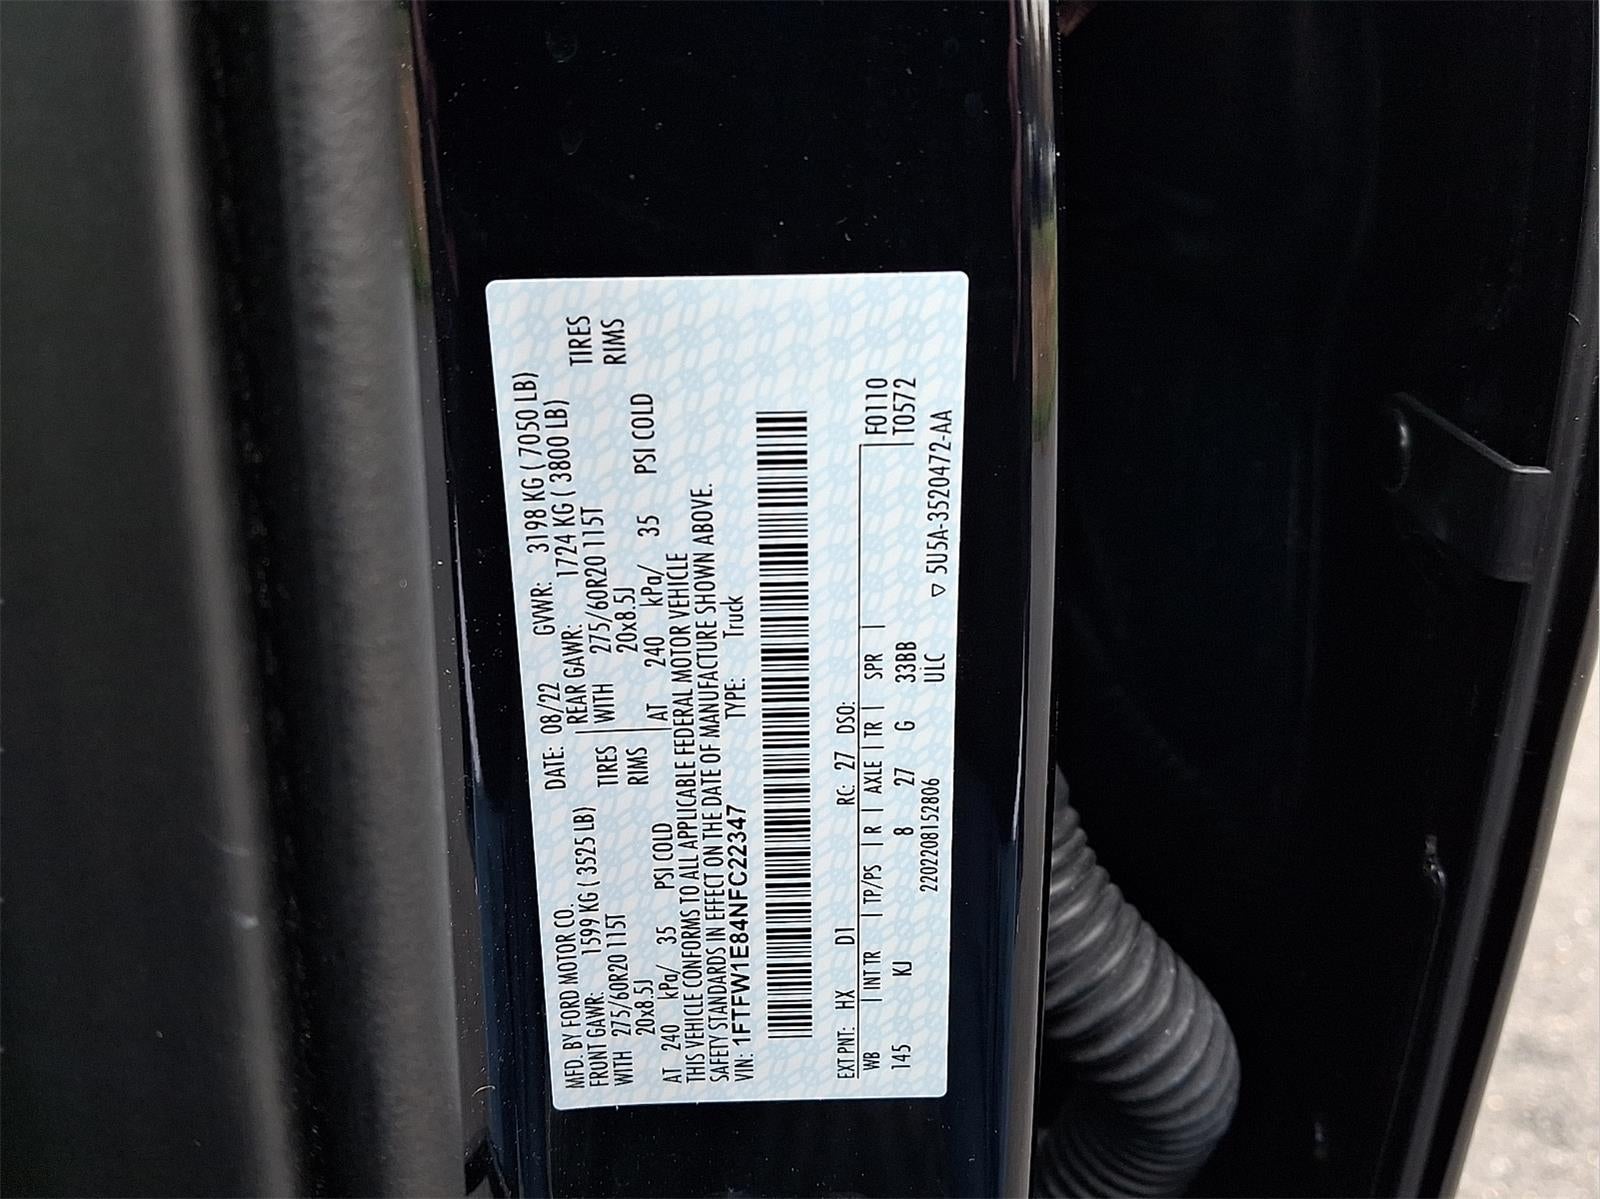 MFD. BY FORD MOTOR CO. DATE: 08/22 GVWR: 3198 KG ( 7050 LB)
FRONT GAWR: 1599 KG ( 3525 LB) REAR GAWR: 1724 KG ( 3800 LB)
WITH 275/60R20 115T TIRES WITH 275/60R20 115T TIRES
20x8.5J RIMS 20x8.5J RIMS
AT 240 kPa/ 35 PSI COLD AT 240 kPa/ 35 PSI COLD
THIS VEHICLE CONFORMS TO ALL APPLICABLE FEDERAL MOTOR VEHICLE
SAFETY STANDARDS IN EFFECT ON THE DATE OF MANUFACTURE SHOWN ABOVE.
VIN: 1FTFW1E84NFC22347 TYPE: Truck
EXT PNT: HX D1 RC: 27 DSO: F0110
WB INT TR TP/PS R AXLE TR SPR T0572
145 KJ 8 27 G 33BB
ULC
2202208152806 ▽ 5U5A-3520472-AA